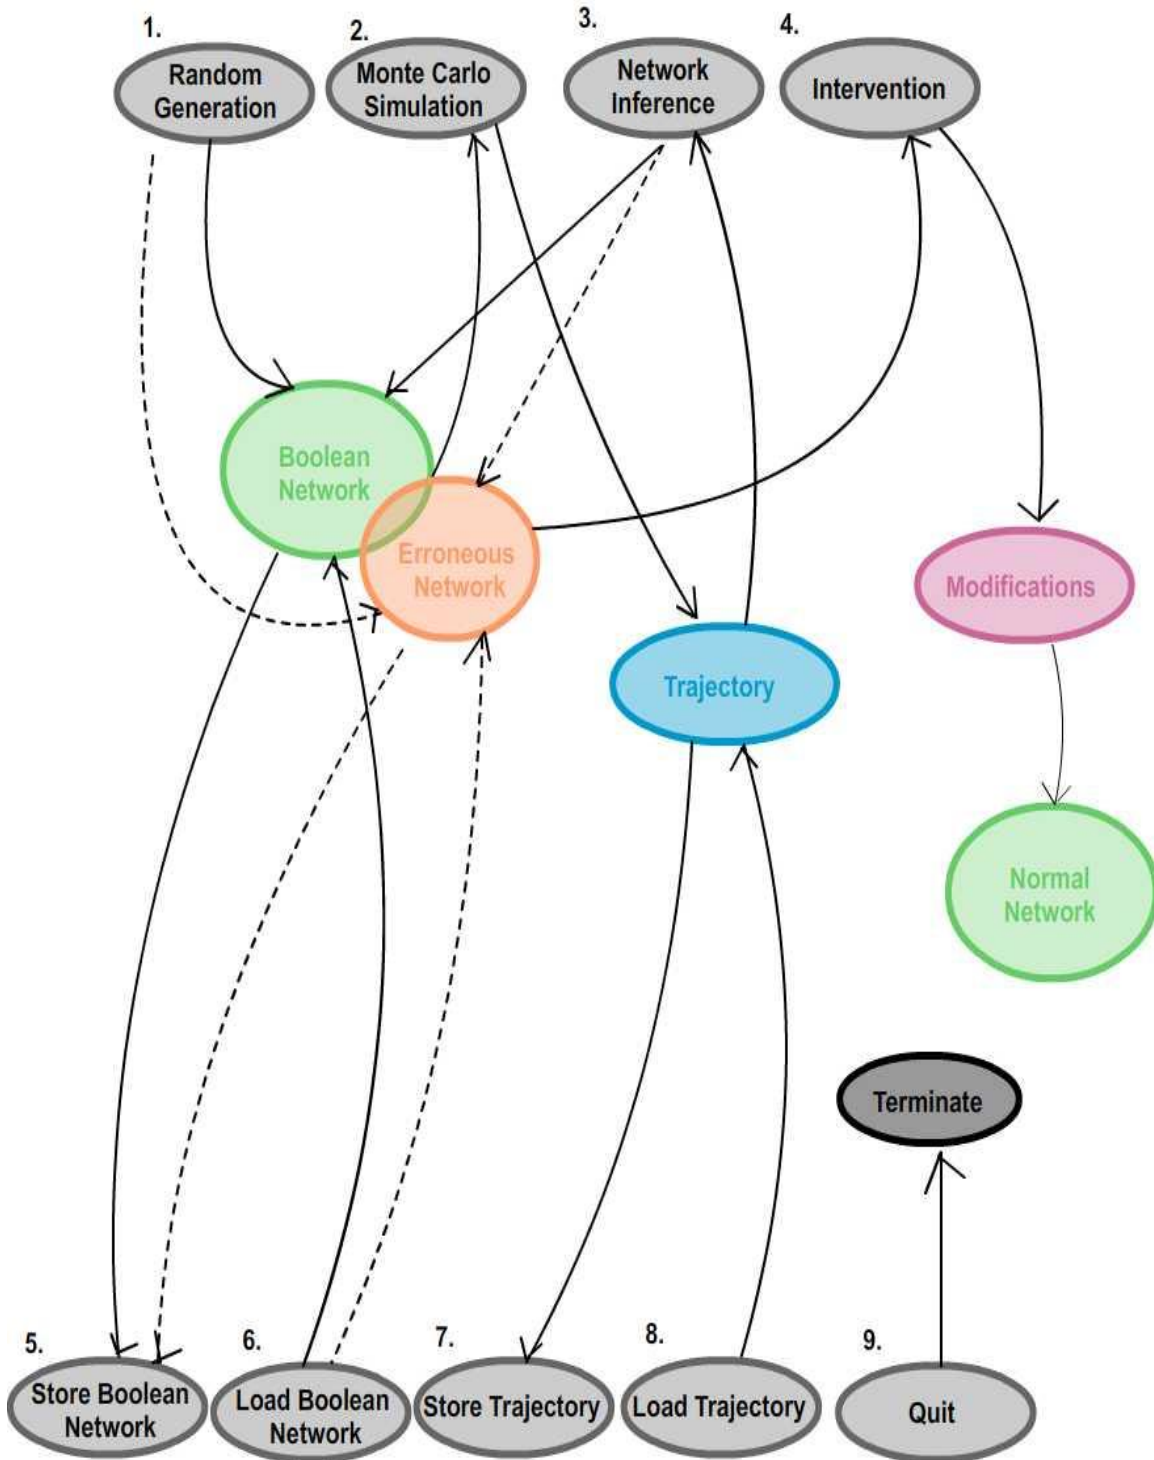 1.
Random
Generation
2.
Monte Carlo
Simulation
3.
Network
Inference
4.
Intervention
Boolean
Network
Erroneous
Network
Modifications
Trajectory
Normal
Network
Terminate
5.
Store Boolean
Network
6.
Load Boolean
Network
7.
Store Trajectory
8.
Load Trajectory
9.
Quit